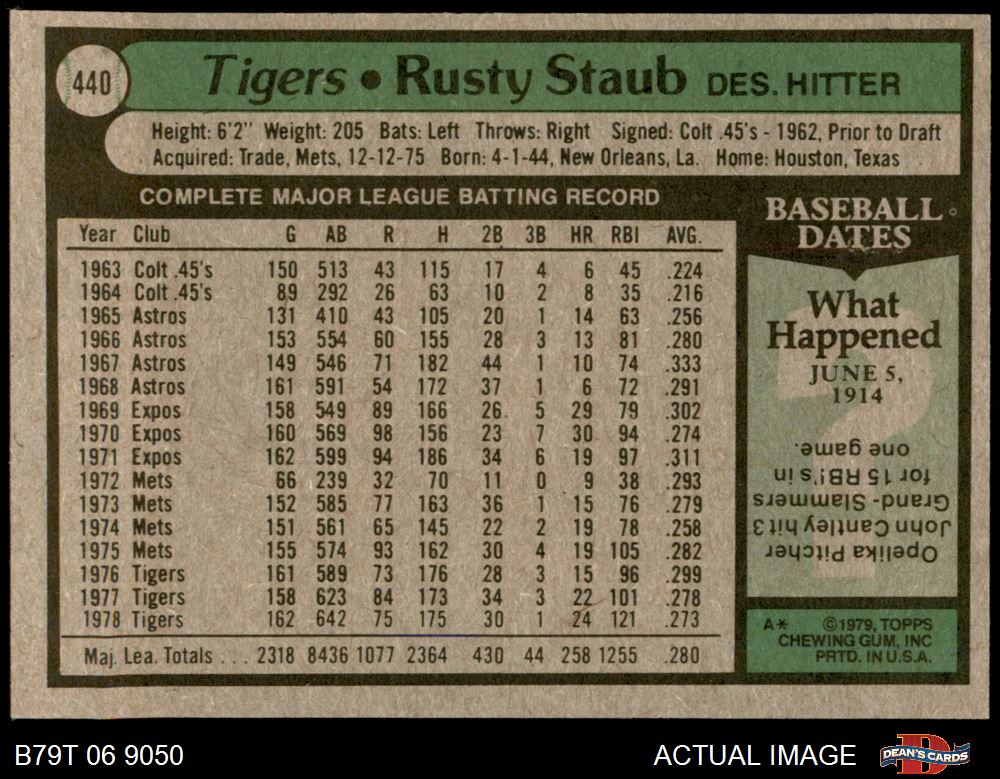 440
Tigers • Rusty Staub DES. HITTER
Height: 6'2" Weight: 205 Bats: Left Throws: Right Signed: Colt .45's - 1962, Prior to Draft
Acquired: Trade, Mets, 12-12-75 Born: 4-1-44, New Orleans, La. Home: Houston, Texas
COMPLETE MAJOR LEAGUE BATTING RECORD
Year Club G AB R H 2B 3B HR RBI AVG.
1963 Colt .45's 150 513 43 115 17 4 6 45 .224
1964 Colt .45's 89 292 26 63 10 2 8 35 .216
1965 Astros 131 410 43 105 20 1 14 63 .256
1966 Astros 153 554 60 155 28 3 13 81 .280
1967 Astros 149 546 71 182 44 1 10 74 .333
1968 Astros 161 591 54 172 37 1 6 72 .291
1969 Expos 158 549 89 166 26 5 29 79 .302
1970 Expos 160 569 98 156 23 7 30 94 .274
1971 Expos 162 599 94 186 34 6 19 97 .311
1972 Mets 66 239 32 70 11 0 9 38 .293
1973 Mets 152 585 77 163 36 1 15 76 .279
1974 Mets 151 561 65 145 22 2 19 78 .258
1975 Mets 155 574 93 162 30 4 19 105 .282
1976 Tigers 161 589 73 176 28 3 15 96 .299
1977 Tigers 158 623 84 173 34 3 22 101 .278
1978 Tigers 162 642 75 175 30 1 24 121 .273
Maj. Lea. Totals . . . 2318 8436 1077 2364 430 44 258 1255 .280
BASEBALL
DATES
What
Happened
JUNE 5,
1914
Opelika Pitcher
John Cantley hit 3
Grand-Slammers
for 15 RBI's in
one game.
A* ©1979, TOPPS
CHEWING GUM, INC
PRTD. IN U.S.A.
B79T 06 9050
ACTUAL IMAGE
DEAN'S CARDS